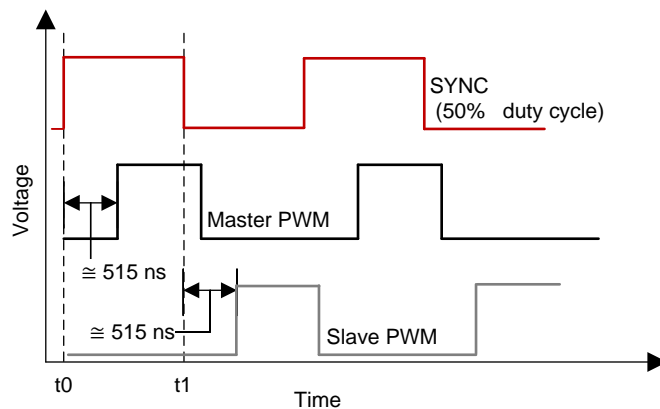 SYNC
(50% duty cycle)
Voltage
Master PWM
≅ 515 ns
≅ 515 ns
Slave PWM
t0
t1
Time